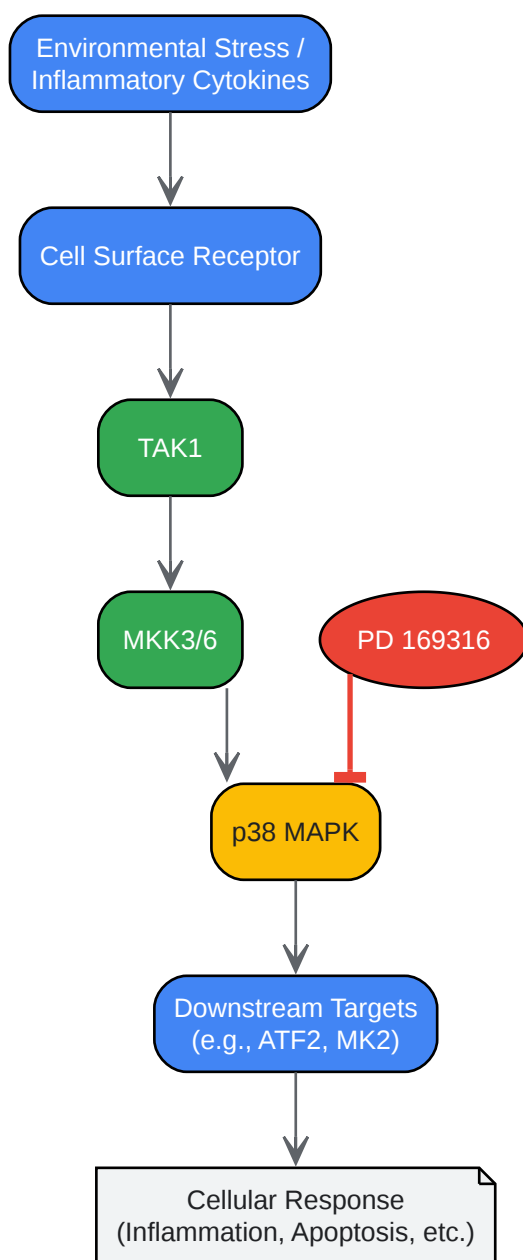 Environmental Stress /
Inflammatory Cytokines
Cell Surface Receptor
TAK1
MKK3/6
PD 169316
p38 MAPK
Downstream Targets
(e.g., ATF2, MK2)
Cellular Response
(Inflammation, Apoptosis, etc.)